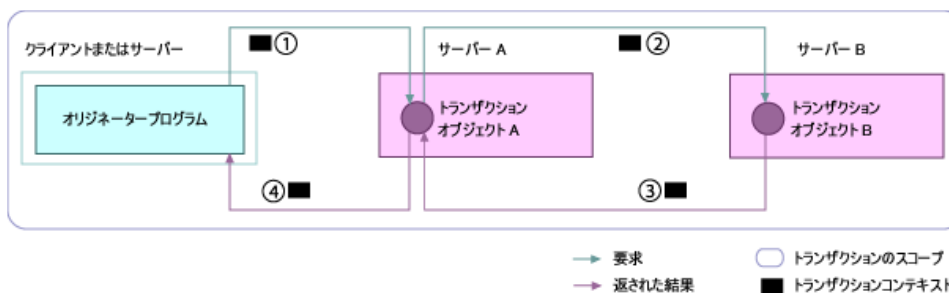 クライアントまたはサーバー
①
サーバー A
②
サーバー B
オリジネータープログラム
トランザクション
オブジェクト A
トランザクション
オブジェクト B
④
③
要求
トランザクションのスコープ
返された結果
トランザクションコンテキスト